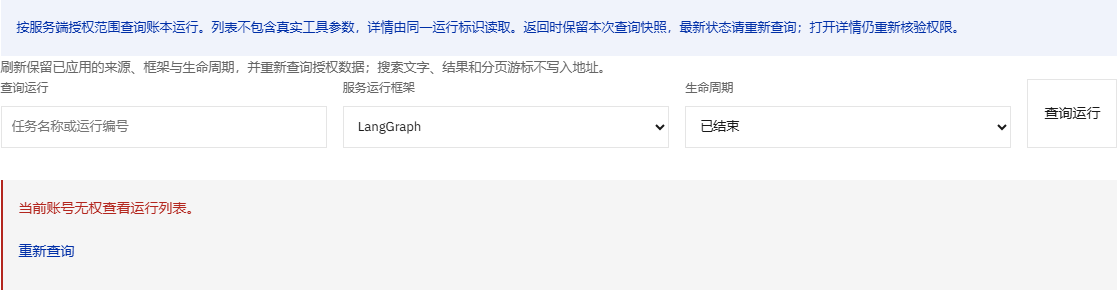 按服务端授权范围查询账本运行。列表不包含真实工具参数，详情由同一运行标识读取。返回时保留本次查询快照，最新状态请重新查询；打开详情仍重新核验权限。
刷新保留已应用的来源、框架与生命周期，并重新查询授权数据；搜索文字、结果和分页游标不写入地址。
查询运行
服务运行框架
生命周期
任务名称或运行编号
LangGraph
已结束
查询运行
当前账号无权查看运行列表。
重新查询